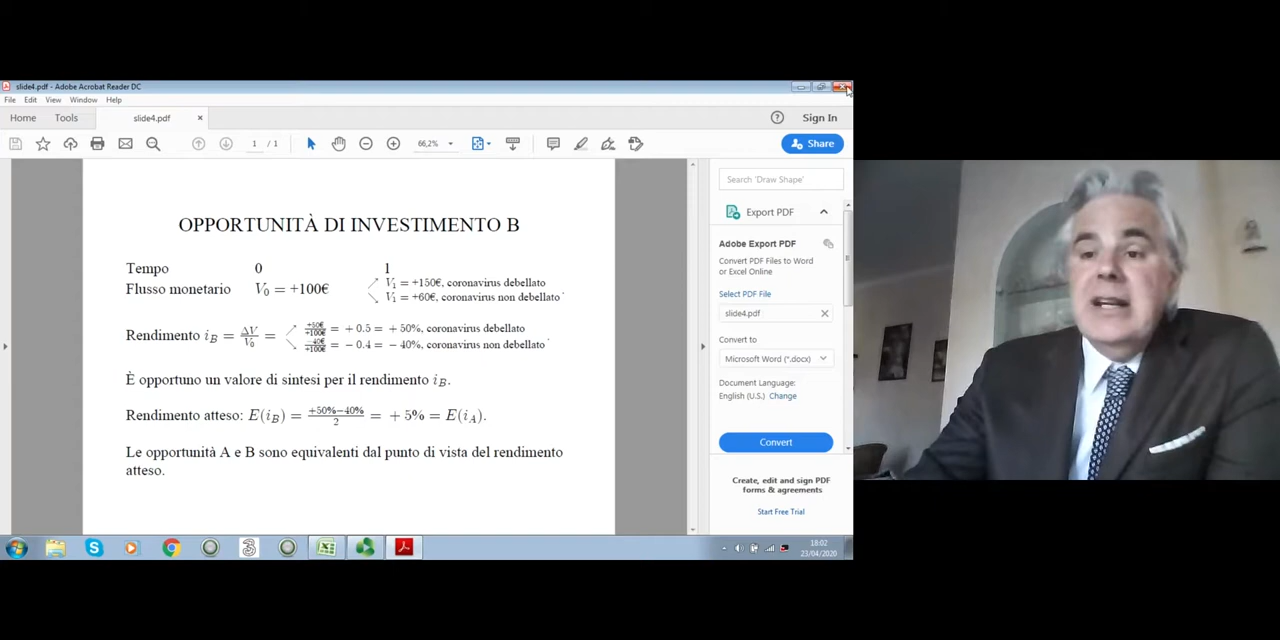 slide4.pdf - Adobe Acrobat Reader DC
File Edit View Window Help
Home Tools slide4.pdf × Sign In
1 / 1 66,2% Share
OPPORTUNITÀ DI INVESTIMENTO B
Tempo 0 1
Flusso monetario V₀ = +100€ ↗ V₁ = +150€, coronavirus debellato
↘ V₁ = +60€, coronavirus non debellato
Rendimento i_B = ΔV/V₀ = ↗ +50€/+100€ = + 0.5 = + 50%, coronavirus debellato
↘ −40€/+100€ = − 0.4 = − 40%, coronavirus non debellato
È opportuno un valore di sintesi per il rendimento i_B.
Rendimento atteso: E(i_B) = +50%−40%/2 = + 5% = E(i_A).
Le opportunità A e B sono equivalenti dal punto di vista del rendimento
atteso.
Search 'Draw Shape'
Export PDF
Adobe Export PDF
Convert PDF Files to Word
or Excel Online
Select PDF File
slide4.pdf
Convert to
Microsoft Word (*.docx)
Document Language:
English (U.S.) Change
Convert
Create, edit and sign PDF
forms & agreements
Start Free Trial
18:02
23/04/2020